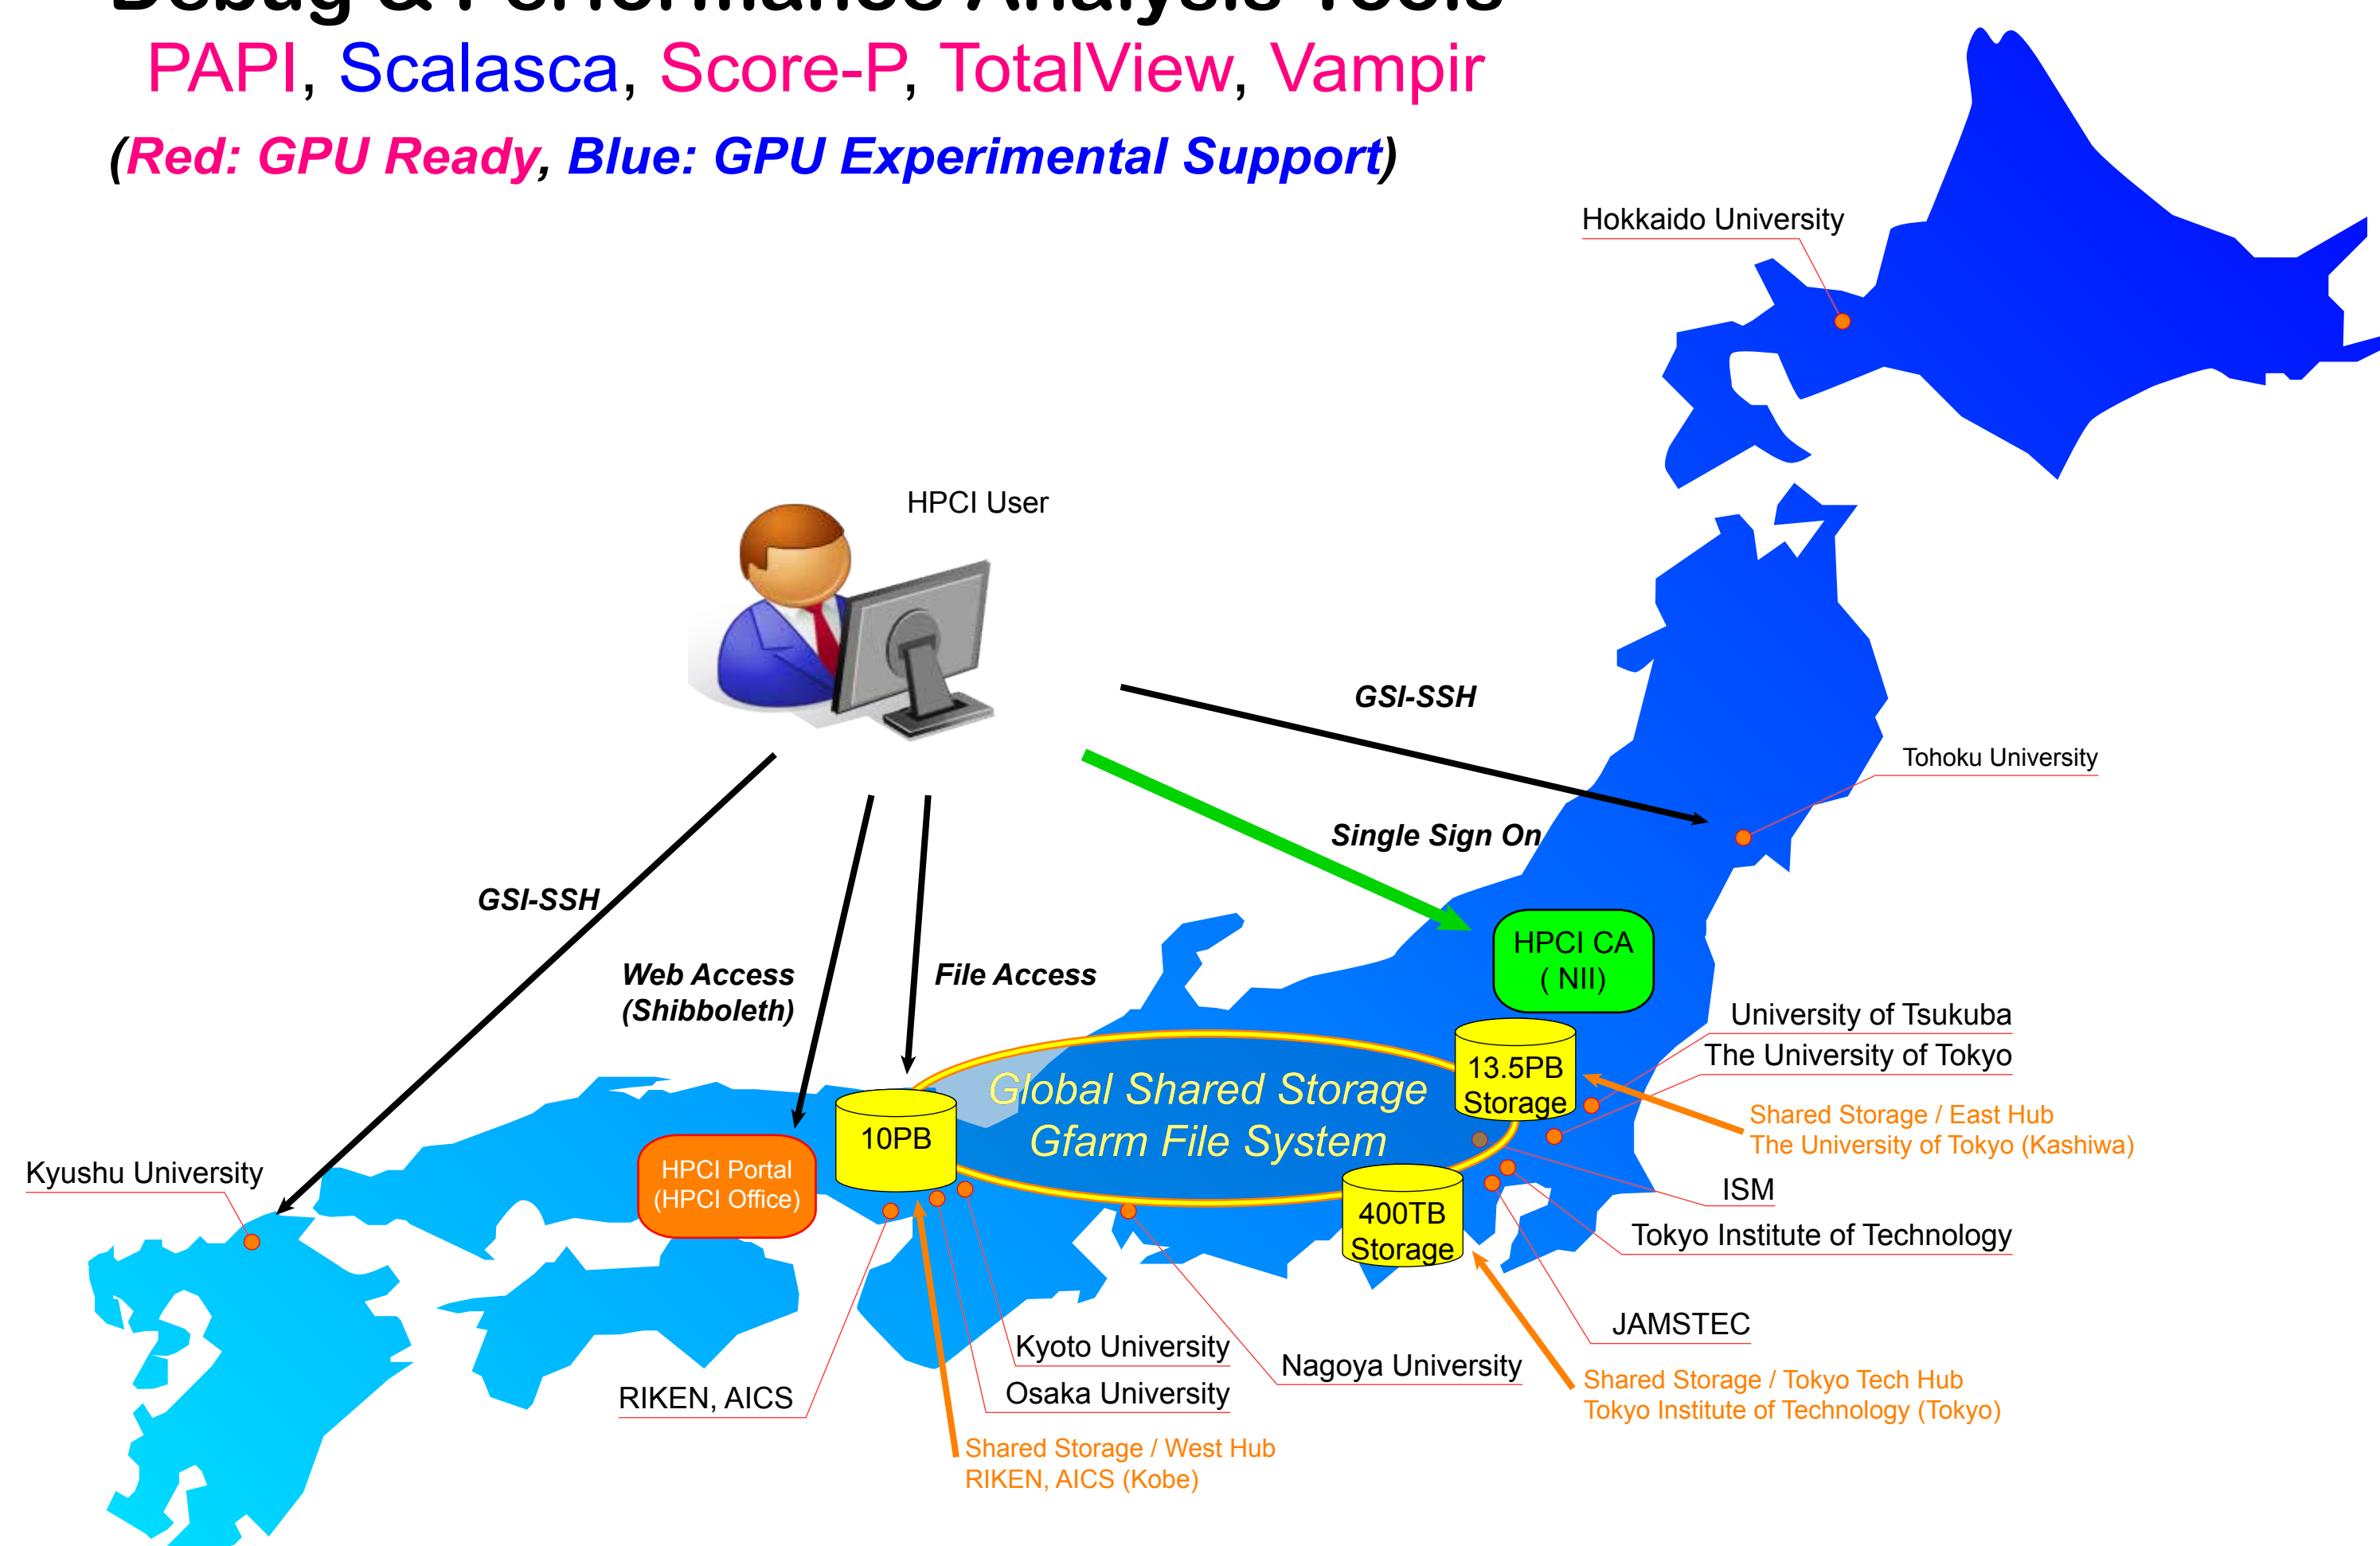 Debug & Performance Analysis Tools
PAPI, Scalasca, Score-P, TotalView, Vampir
(Red: GPU Ready, Blue: GPU Experimental Support)
Hokkaido University
HPCI User
GSI-SSH
Tohoku University
Single Sign On
GSI-SSH
HPCI CA
( NII)
Web Access
(Shibboleth)
File Access
University of Tsukuba
The University of Tokyo
13.5PB
Storage
Global Shared Storage
Gfarm File System
Shared Storage / East Hub
The University of Tokyo (Kashiwa)
10PB
HPCI Portal
(HPCI Office)
Kyushu University
ISM
400TB
Storage
Tokyo Institute of Technology
JAMSTEC
Kyoto University
Nagoya University
Shared Storage / Tokyo Tech Hub
Tokyo Institute of Technology (Tokyo)
RIKEN, AICS
Osaka University
Shared Storage / West Hub
RIKEN, AICS (Kobe)